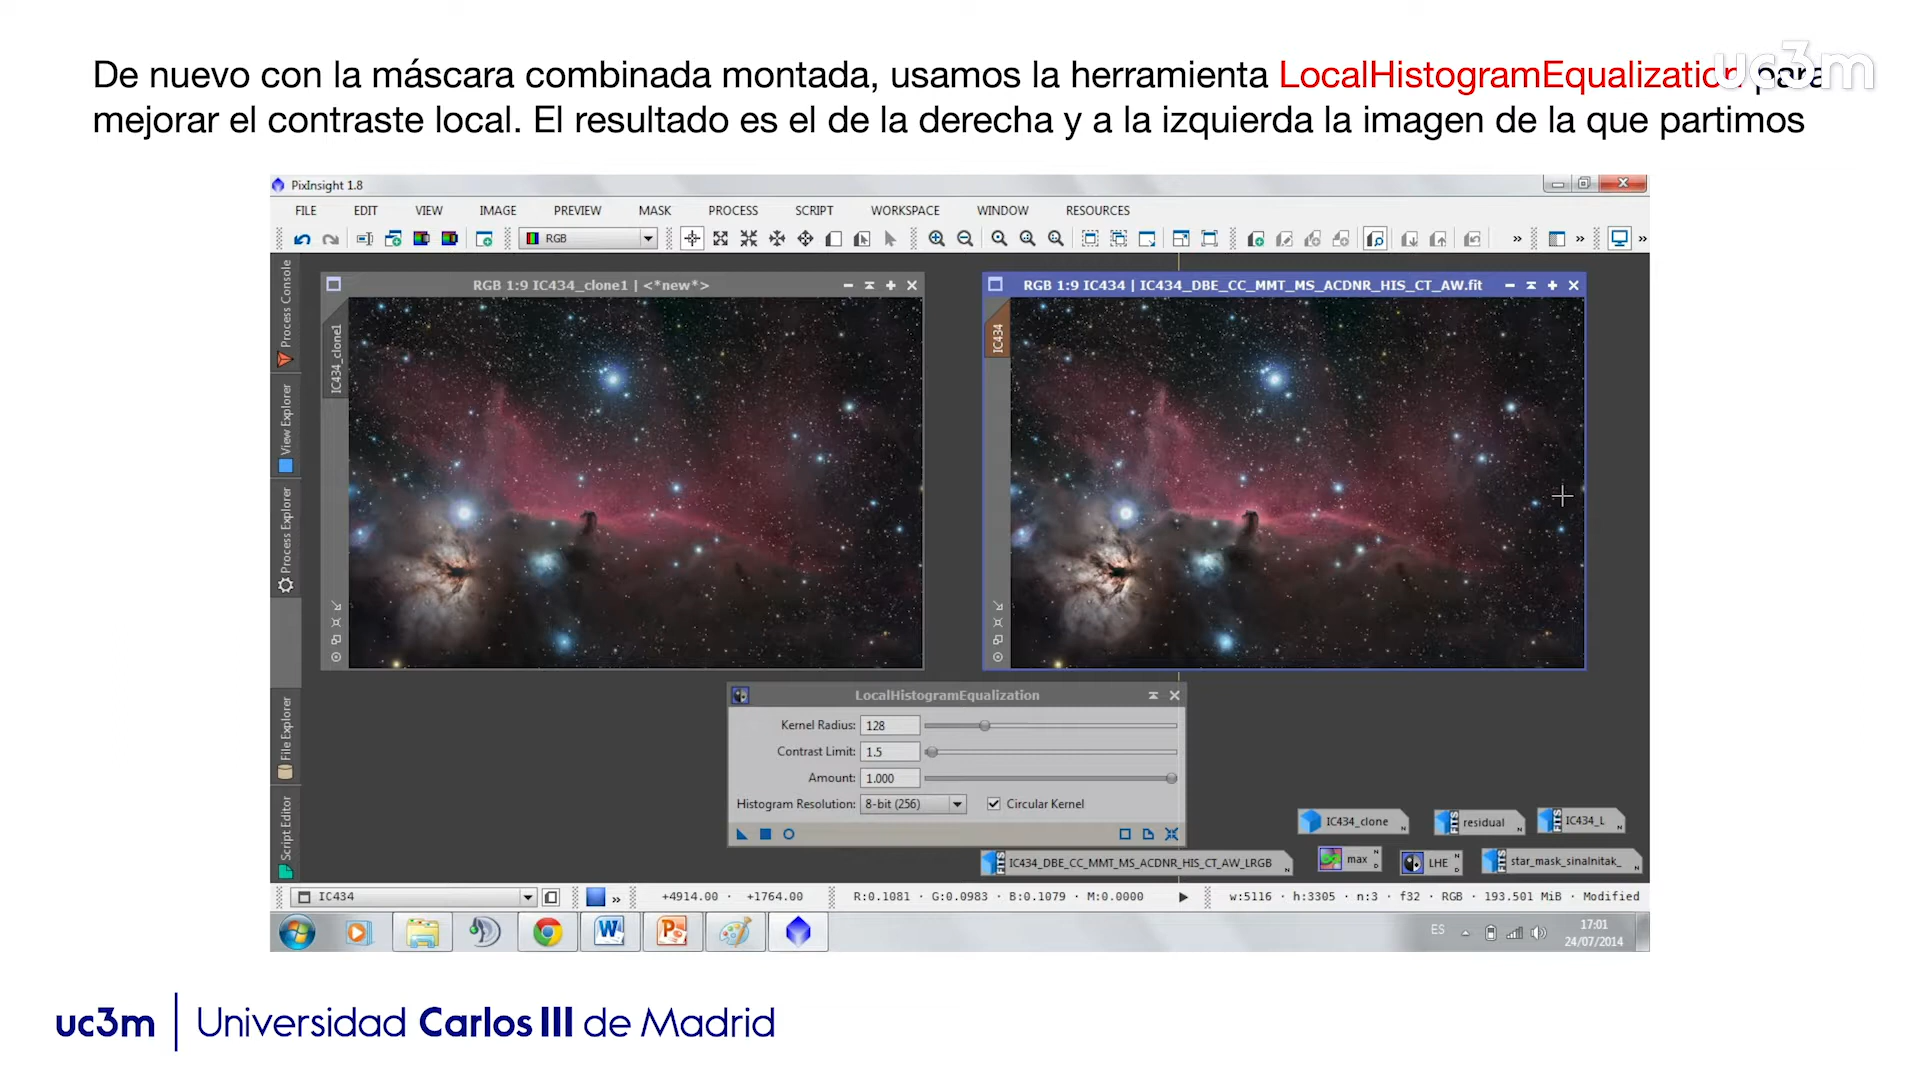 De nuevo con la máscara combinada montada, usamos la herramienta LocalHistogramEqualization para
mejorar el contraste local. El resultado es el de la derecha y a la izquierda la imagen de la que partimos
uc3m
PixInsight 1.8
FILE EDIT VIEW IMAGE PREVIEW MASK PROCESS SCRIPT WORKSPACE WINDOW RESOURCES
RGB
Process Console
View Explorer
Process Explorer
File Explorer
Script Editor
RGB 1:9 IC434_clone1 | <*new*>
IC434_clone1
RGB 1:9 IC434 | IC434_DBE_CC_MMT_MS_ACDNR_HIS_CT_AW.fit
IC434
LocalHistogramEqualization
Kernel Radius: 128
Contrast Limit: 1.5
Amount: 1.000
Histogram Resolution: 8-bit (256) Circular Kernel
IC434_clone
residual
IC434_L
IC434_DBE_CC_MMT_MS_ACDNR_HIS_CT_AW_LRGB
max
LHE
star_mask_sinalnitak_
IC434 +4914.00 · +1764.00 R:0.1081 · G:0.0983 · B:0.1079 · M:0.0000 w:5116 · h:3305 · n:3 · f32 · RGB · 193.501 MiB · Modified
ES
17:01
24/07/2014
uc3m | Universidad Carlos III de Madrid